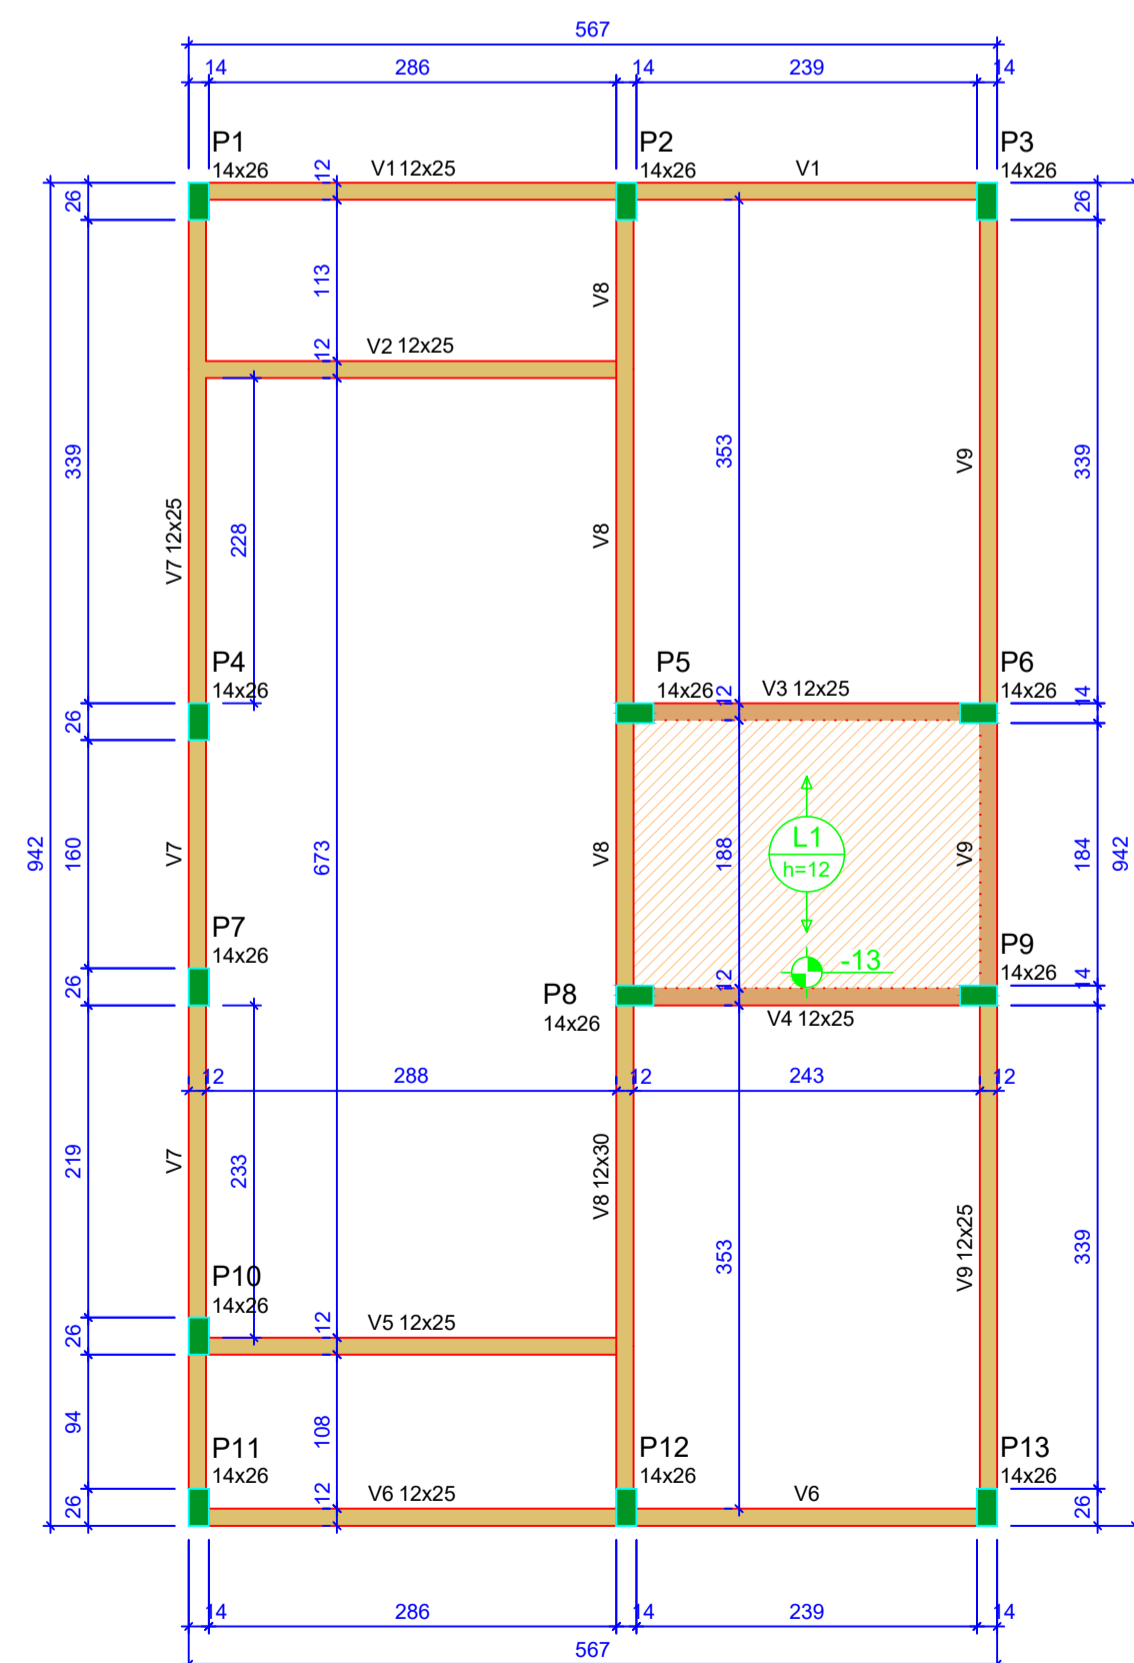 567
14 286 14 239 14
P1 P2 P3
14x26 12 V1 12x25 14x26 V1 14x26
26 26
113 V8
12 V2 12x25
339 353 V9 339
V7 12x25 228 V8
P4 P5 P6
14x26 14x26 12 V3 12x25 14x26 14
26
L1
942 160 V7 673 V8 188 h=12 V9 184 942
P7 P9
14x26 -13 14x26
26 P8 12 14
14x26 V4 12x25
12 288 12 243 12
219 V7 233 V8 12x30
353 V9 12x25 339
P10
14x26
26 12 V5 12x25
94 108
P11 P12 P13
14x26 14x26 14x26
26 12 V6 12x25 V6 26
14 286 14 239 14
567